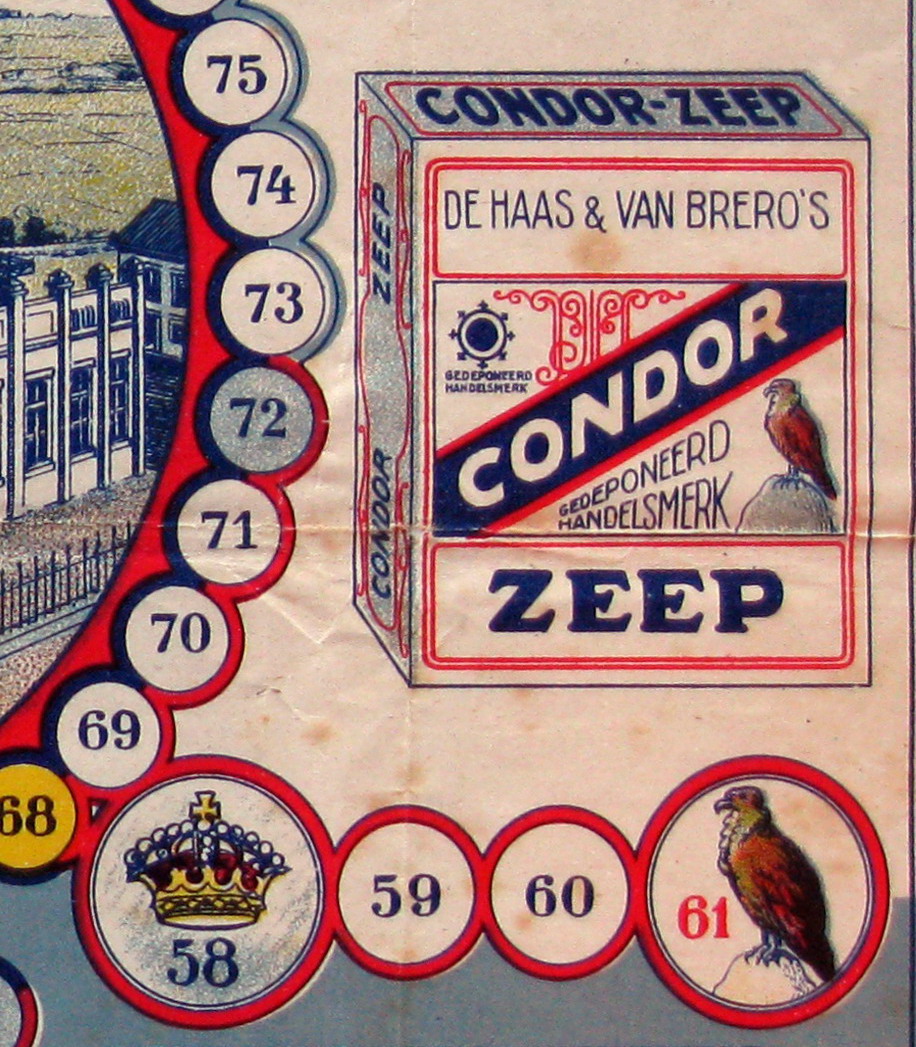 75
74
73
72
71
70
69
68
CONDOR-ZEEP
ZEEP
CONDOR
DE HAAS & VAN BRERO'S
GEDEPONEERD
HANDELSMERK
CONDOR
GEDEPONEERD
HANDELSMERK
ZEEP
58
59
60
61